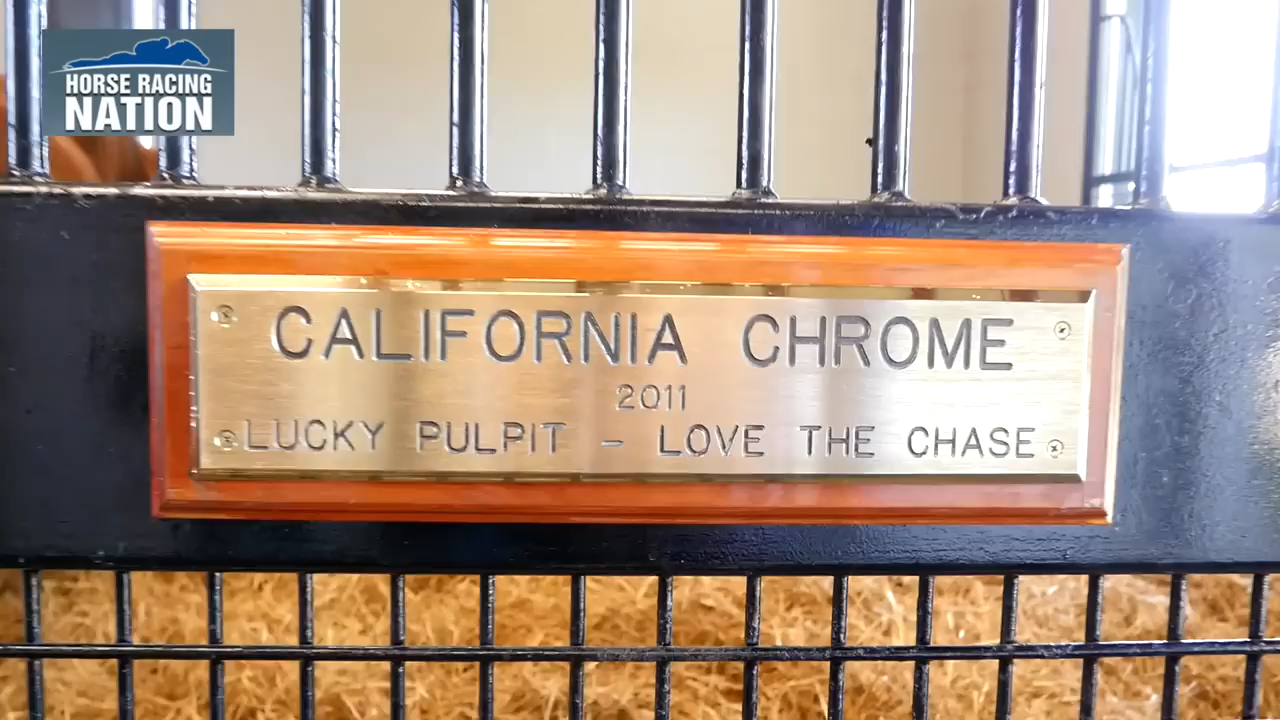 HORSE RACING
NATION
CALIFORNIA CHROME
2011
LUCKY PULPIT - LOVE THE CHASE